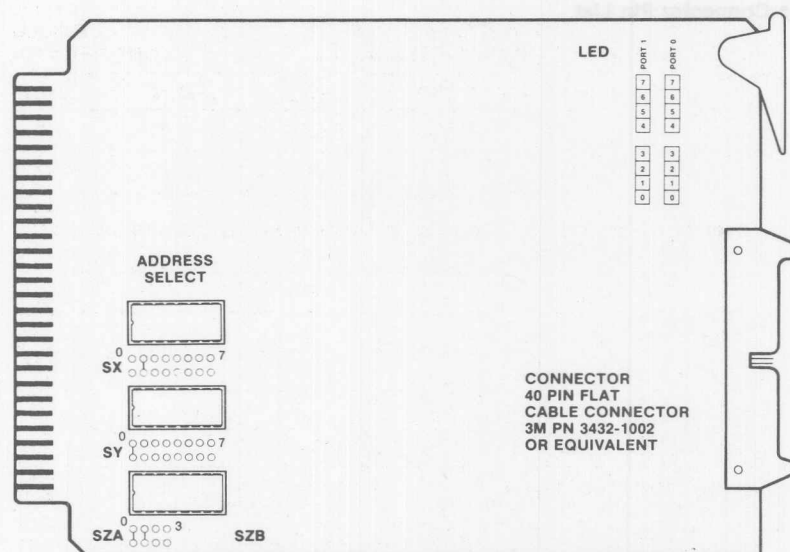 LED
PORT 1
PORT 0
7 7
6 6
5 5
4 4
3 3
2 2
1 1
0 0
ADDRESS
SELECT
0 7
SX
0 7
SY
0 3
SZA SZB
CONNECTOR
40 PIN FLAT
CABLE CONNECTOR
3M PN 3432-1002
OR EQUIVALENT